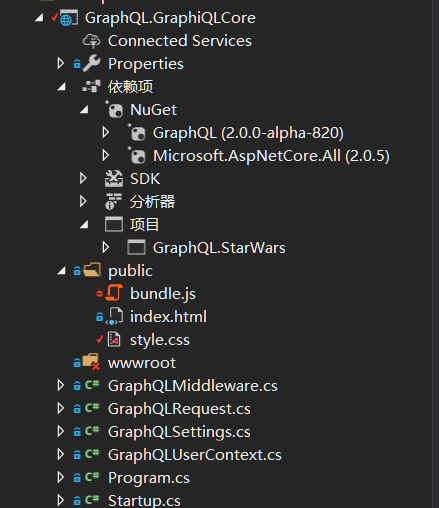 GraphQL.GraphiQLCore
Connected Services
Properties
依赖项
NuGet
GraphQL (2.0.0-alpha-820)
Microsoft.AspNetCore.All (2.0.5)
SDK
分析器
项目
GraphQL.StarWars
public
bundle.js
index.html
style.css
wwwroot
C# GraphQLMiddleware.cs
C# GraphQLRequest.cs
C# GraphQLSettings.cs
C# GraphQLUserContext.cs
C# Program.cs
C# Startup.cs